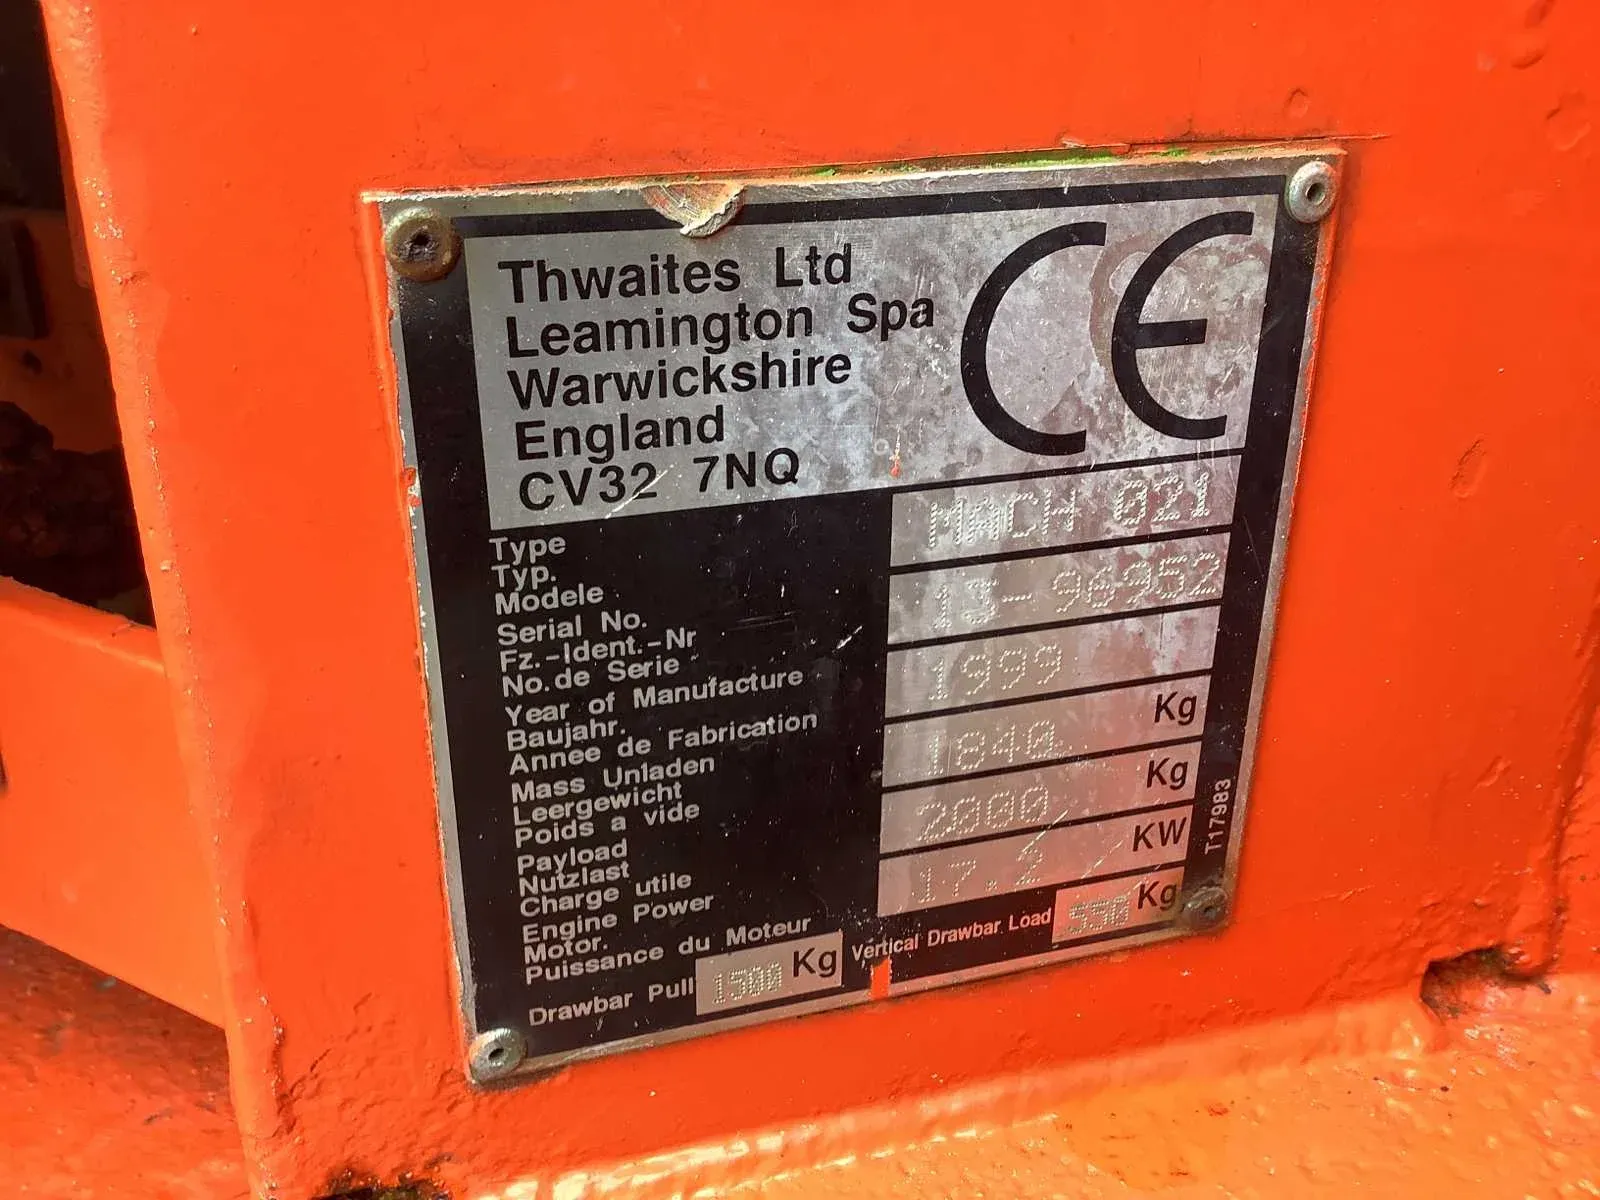 Thwaites Ltd
Leamington Spa
Warwickshire
England
CV32 7NQ
CE
Type
Typ.
Modele
MACH 021
Serial No.
Fz.-Ident.-Nr
No.de Serie
13-96952
Year of Manufacture
Baujahr.
Annee de Fabrication
1999
Mass Unladen
Leergewicht
Poids a vide
1840 Kg
Payload
Nutzlast
Charge utile
2000 Kg
Engine Power
Motor.
Puissance du Moteur
17.2 KW
Drawbar Pull 1500 Kg Vertical Drawbar Load 550 Kg
T17983